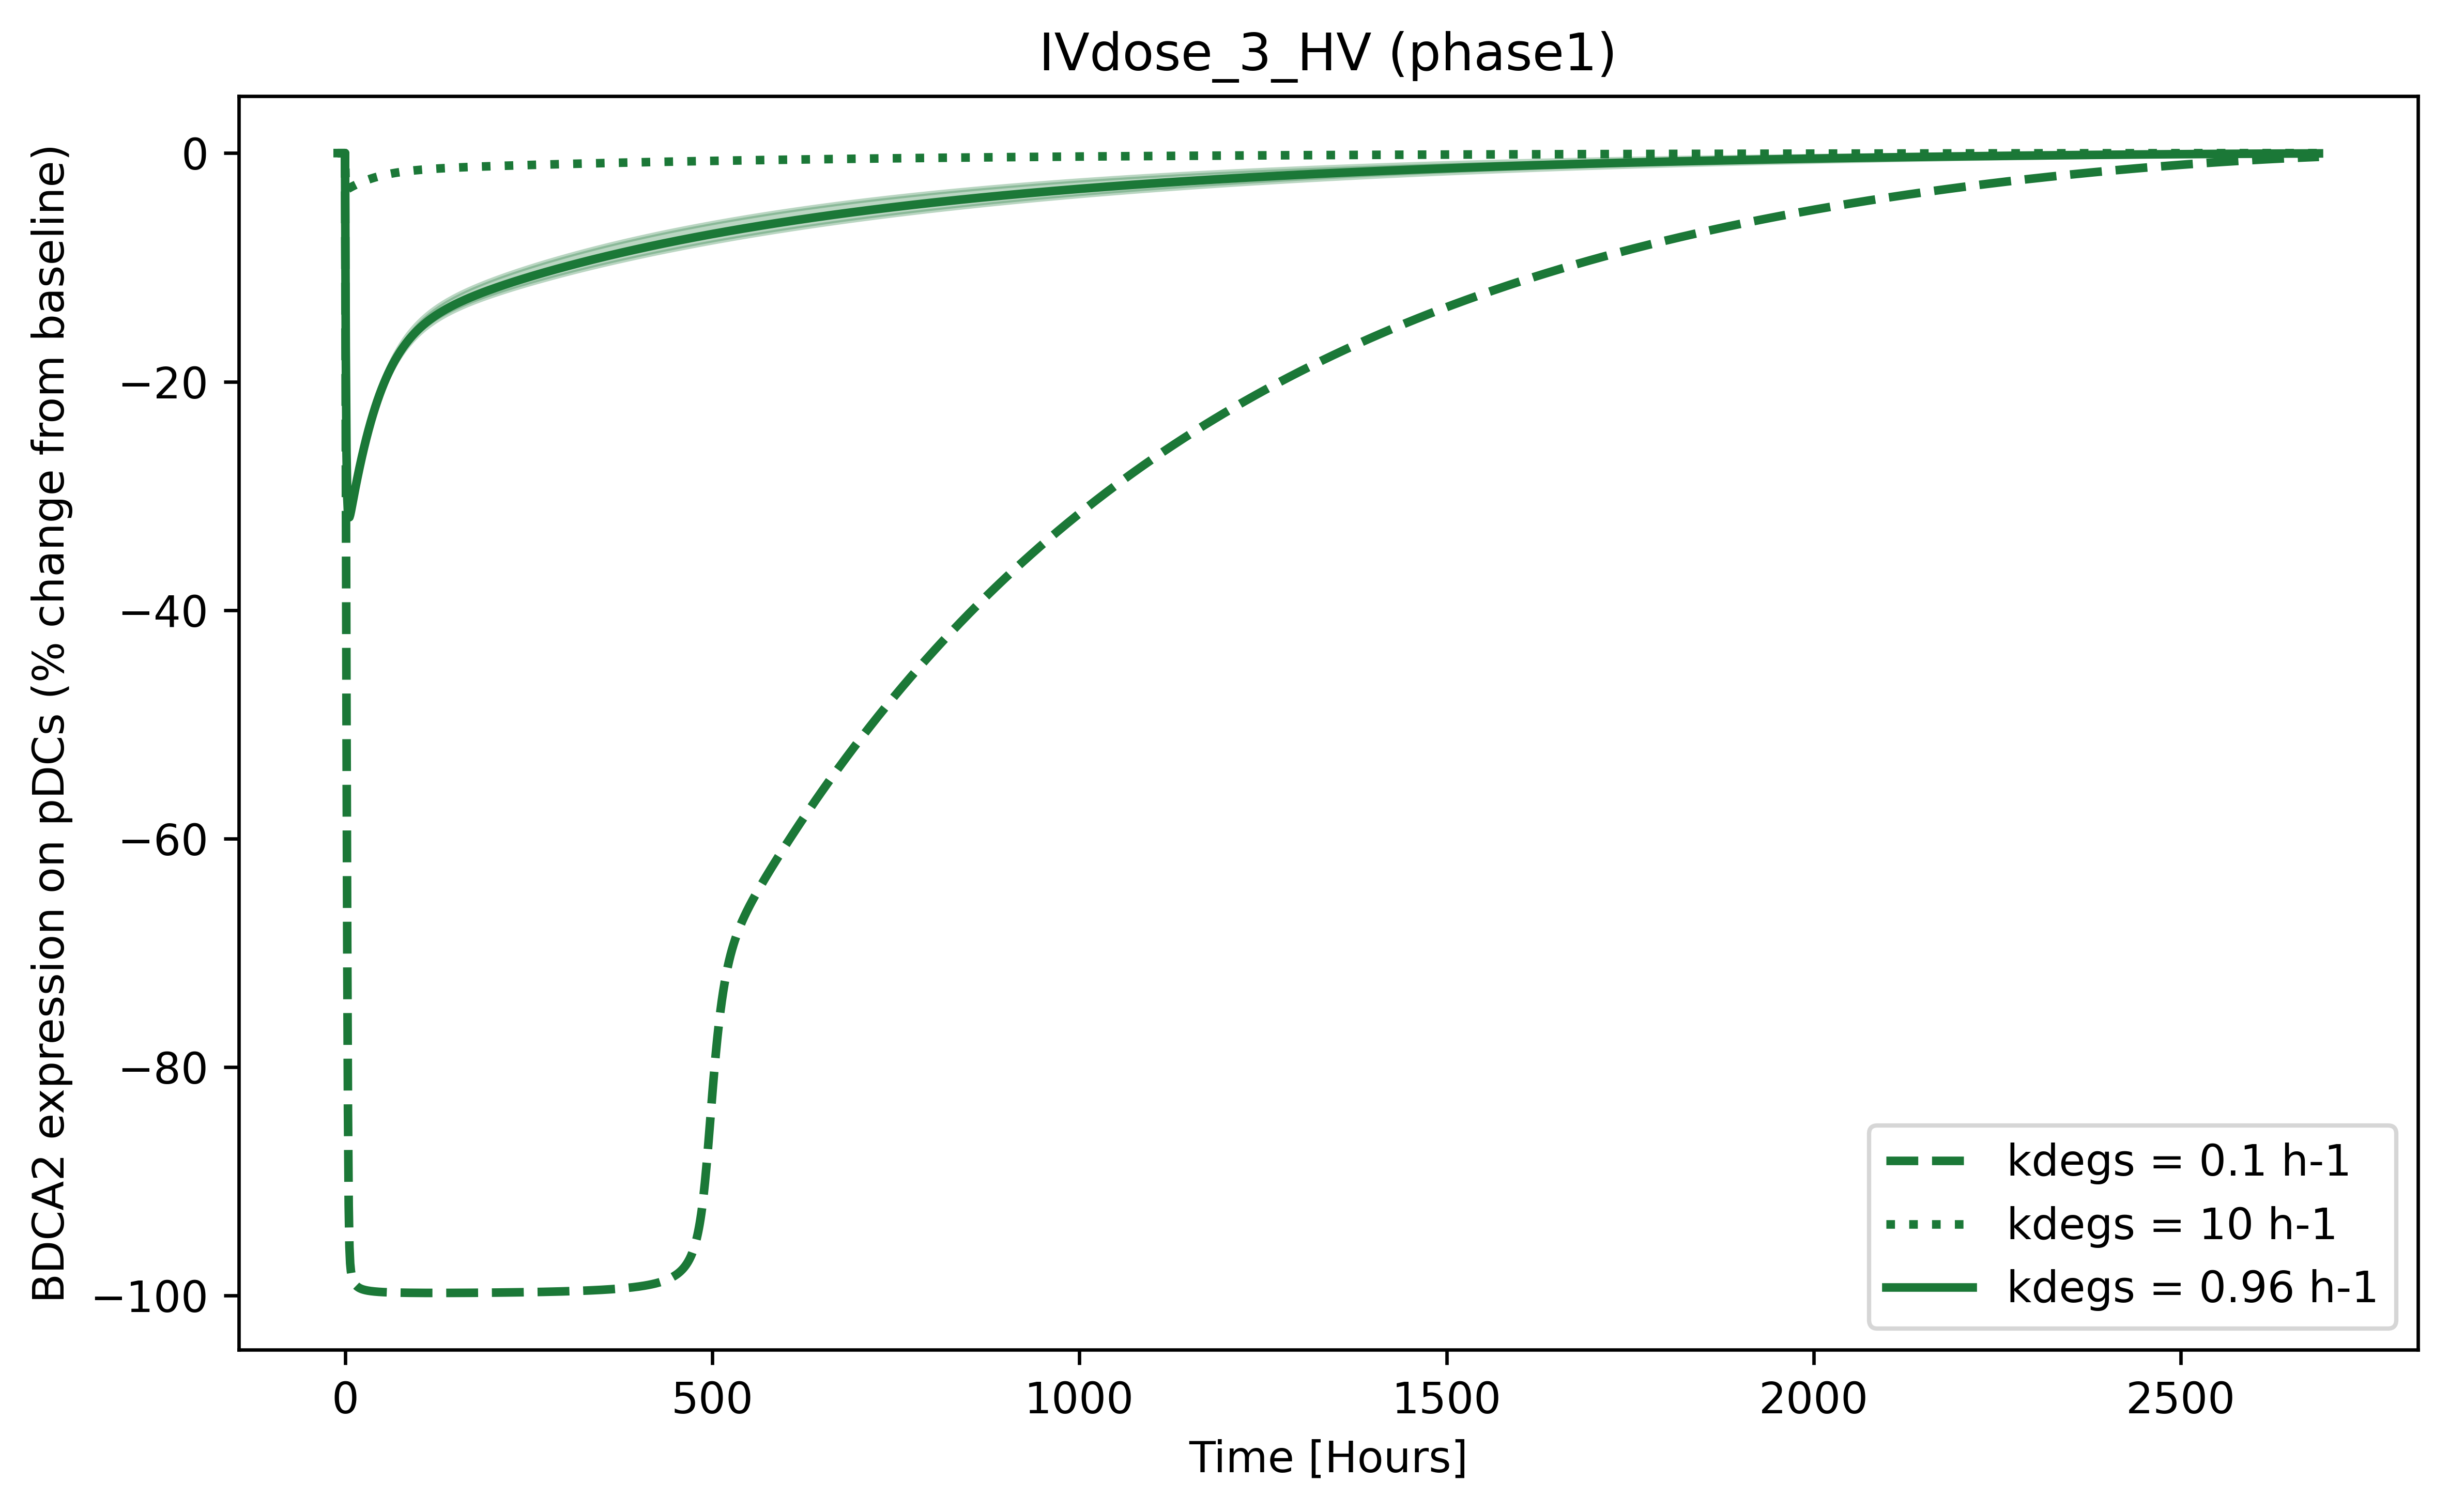 IVdose_3_HV (phase1)
BDCA2 expression on pDCs (% change from baseline)
0
−20
−40
−60
−80
−100
0 500 1000 1500 2000 2500
Time [Hours]
kdegs = 0.1 h-1
kdegs = 10 h-1
kdegs = 0.96 h-1